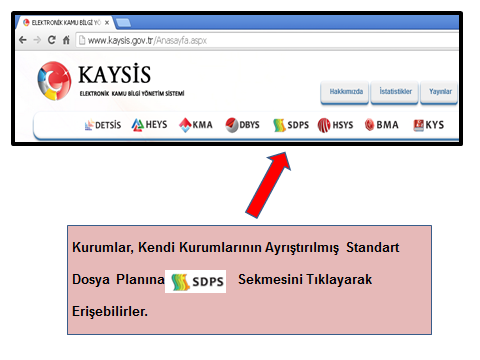 ELEKTRONİK KAMU BİLGİ YÖ
www.kaysis.gov.tr/Anasayfa.aspx
KAYSİS
ELEKTRONİK KAMU BİLGİ YÖNETİM SİSTEMİ
Hakkımızda İstatistikler Yayınlar
DETSİS HEYS KMA DBYS SDPS HSYS BMA KYS
Kurumlar, Kendi Kurumlarının Ayrıştırılmış Standart
Dosya Planına SDPS Sekmesini Tıklayarak
Erişebilirler.